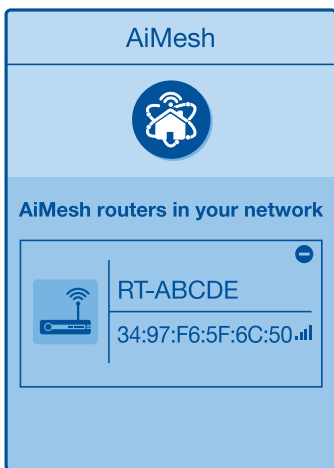 AiMesh
AiMesh routers in your network
RT-ABCDE
34:97:F6:5F:6C:50